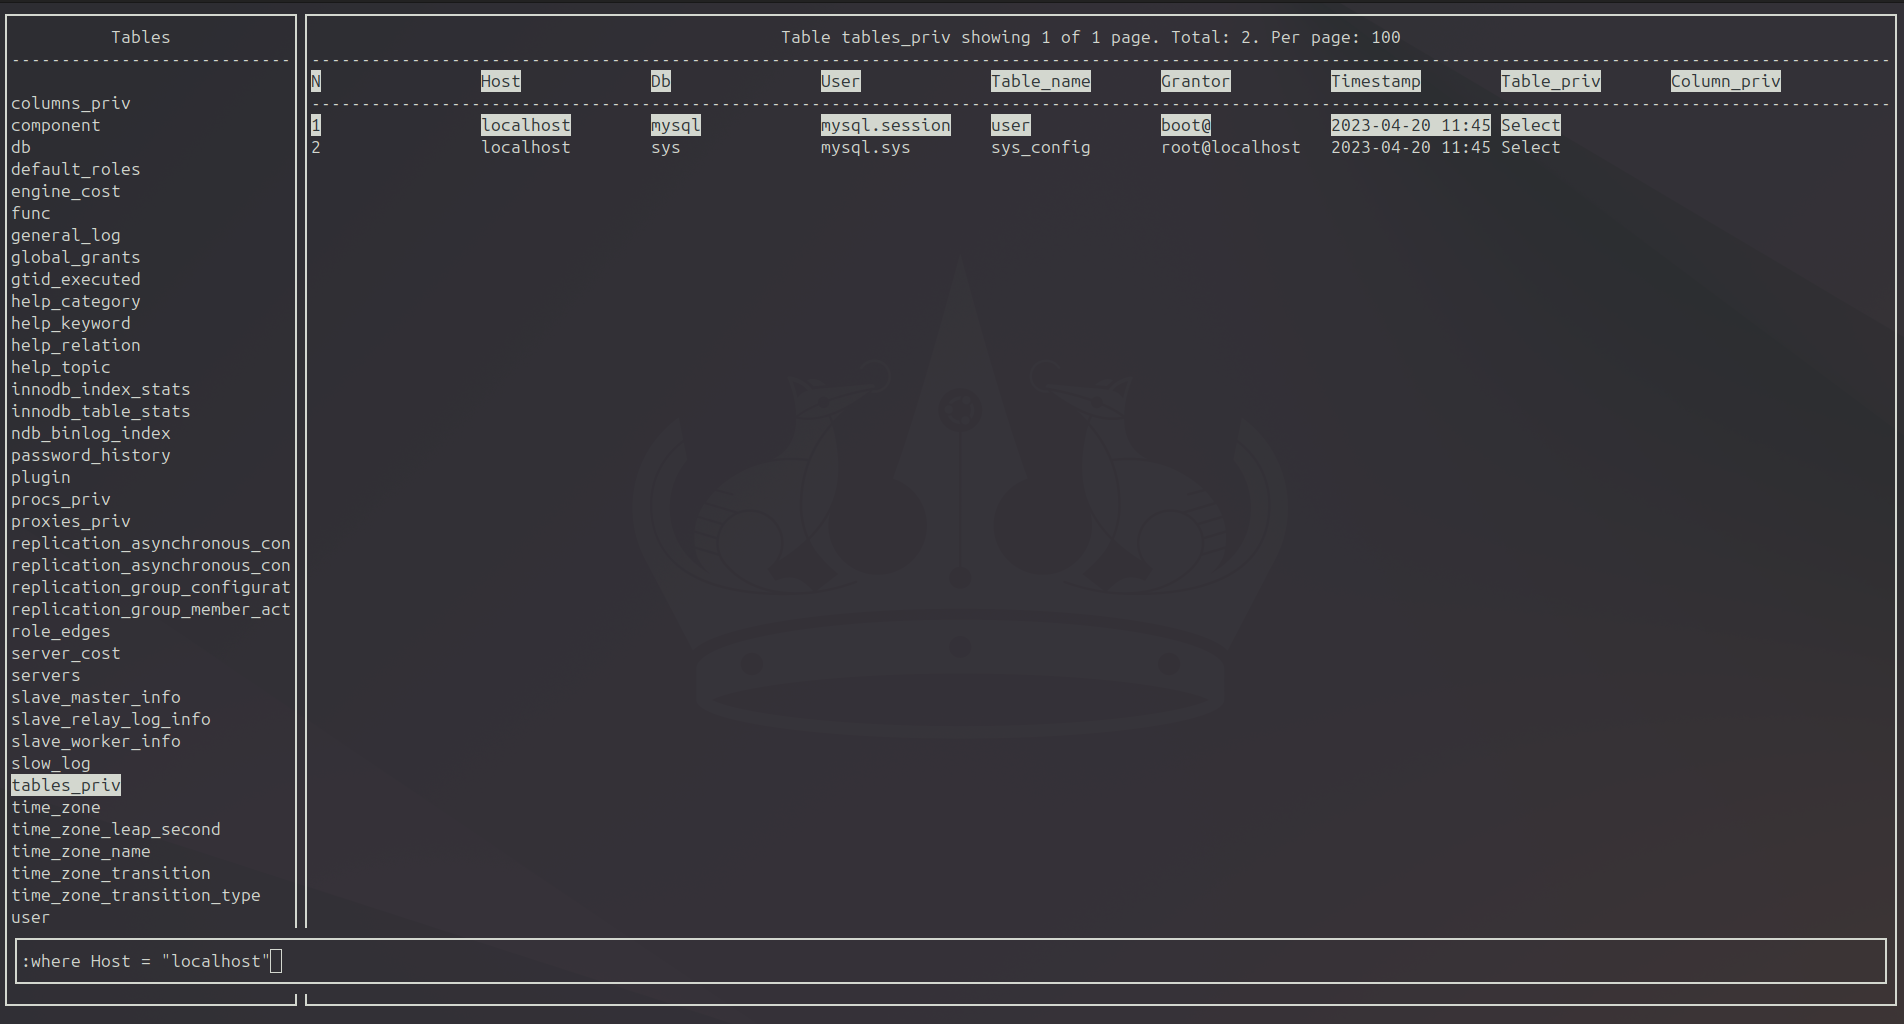 Tables
columns_priv
component
db
default_roles
engine_cost
func
general_log
global_grants
gtid_executed
help_category
help_keyword
help_relation
help_topic
innodb_index_stats
innodb_table_stats
ndb_binlog_index
password_history
plugin
procs_priv
proxies_priv
replication_asynchronous_con
replication_asynchronous_con
replication_group_configurat
replication_group_member_act
role_edges
server_cost
servers
slave_master_info
slave_relay_log_info
slave_worker_info
slow_log
tables_priv
time_zone
time_zone_leap_second
time_zone_name
time_zone_transition
time_zone_transition_type
user
Table tables_priv showing 1 of 1 page. Total: 2. Per page: 100
N Host Db User Table_name Grantor Timestamp Table_priv Column_priv
1 localhost mysql mysql.session user boot@ 2023-04-20 11:45 Select
2 localhost sys mysql.sys sys_config root@localhost 2023-04-20 11:45 Select
:where Host = "localhost"